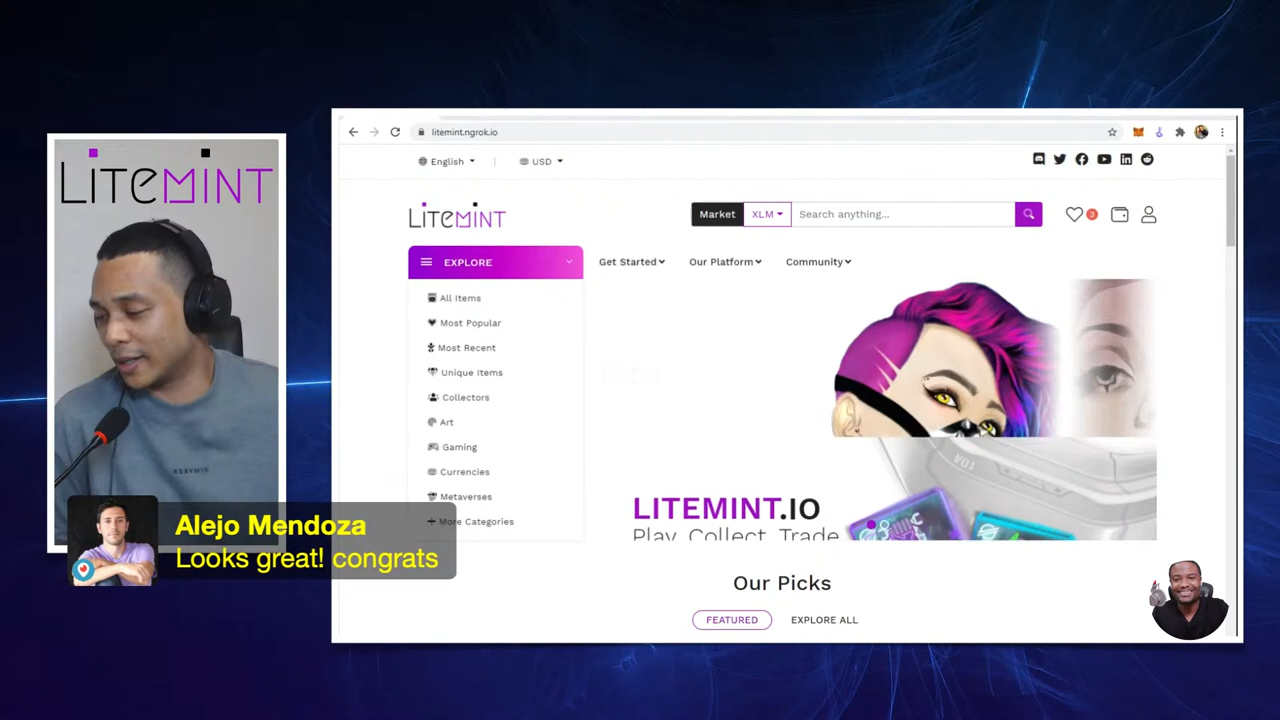 LITEMINT
XXXVMIII
Alejo Mendoza
Looks great! congrats
litemint.ngrok.io
English
USD
LITEMINT
Market
XLM
Search anything...
3
EXPLORE
Get Started
Our Platform
Community
All Items
Most Popular
Most Recent
Unique Items
Collectors
Art
Gaming
Currencies
Metaverses
More Categories
LITEMINT.IO
Play. Collect. Trade
Our Picks
FEATURED
EXPLORE ALL